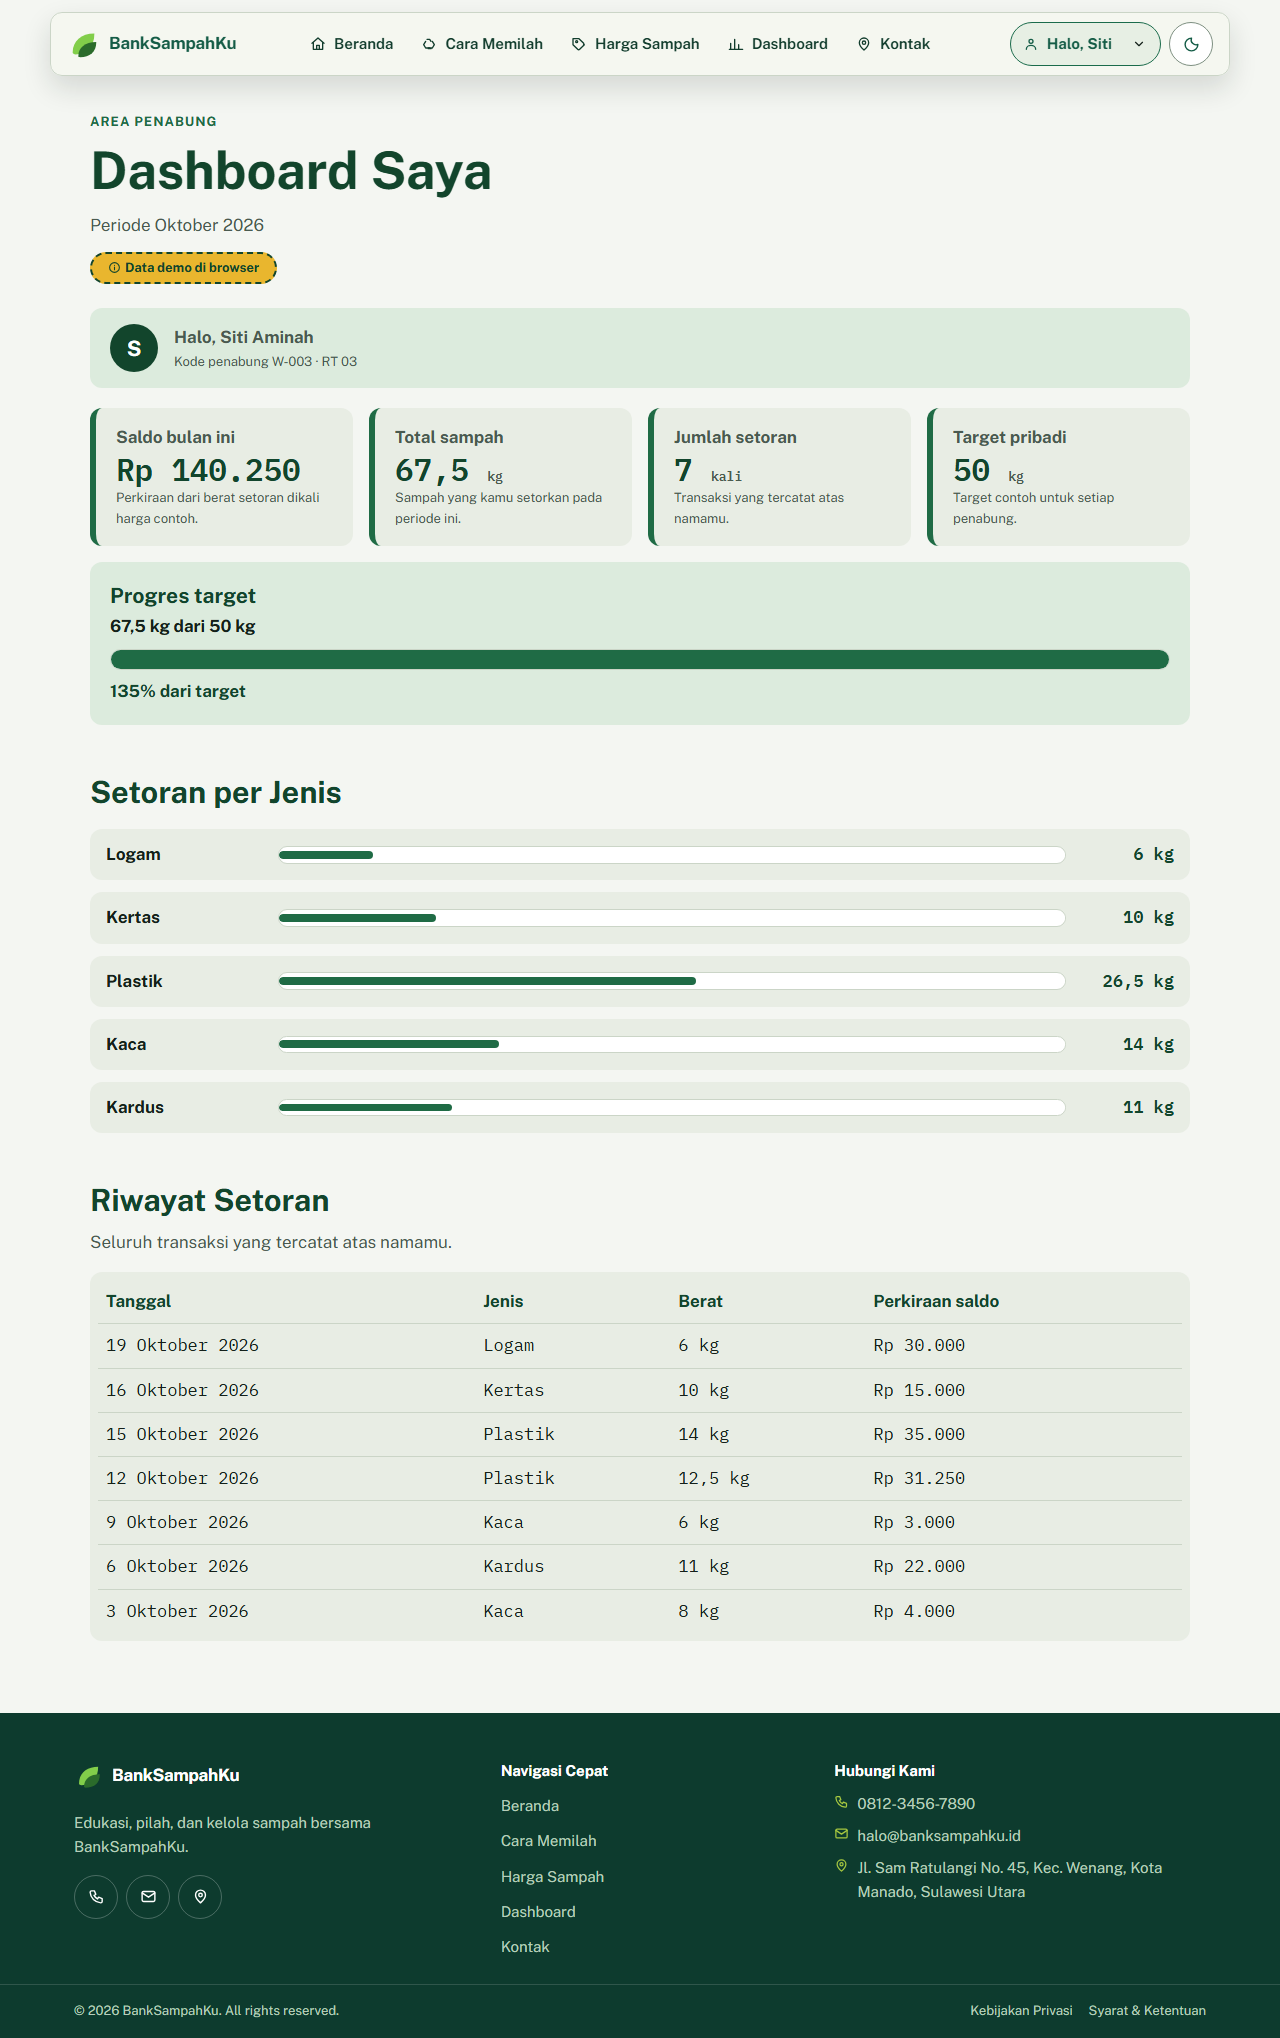 BankSampahKu
Beranda
Cara Memilah
Harga Sampah
Dashboard
Kontak
Halo, Siti
AREA PENABUNG
Dashboard Saya
Periode Oktober 2026
Data demo di browser
S
Halo, Siti Aminah
Kode penabung W-003 · RT 03
Saldo bulan ini
Rp 140.250
Perkiraan dari berat setoran dikali
harga contoh.
Total sampah
67,5 kg
Sampah yang kamu setorkan pada
periode ini.
Jumlah setoran
7 kali
Transaksi yang tercatat atas
namamu.
Target pribadi
50 kg
Target contoh untuk setiap
penabung.
Progres target
67,5 kg dari 50 kg
135% dari target
Setoran per Jenis
Logam 6 kg
Kertas 10 kg
Plastik 26,5 kg
Kaca 14 kg
Kardus 11 kg
Riwayat Setoran
Seluruh transaksi yang tercatat atas namamu.
Tanggal Jenis Berat Perkiraan saldo
19 Oktober 2026 Logam 6 kg Rp 30.000
16 Oktober 2026 Kertas 10 kg Rp 15.000
15 Oktober 2026 Plastik 14 kg Rp 35.000
12 Oktober 2026 Plastik 12,5 kg Rp 31.250
9 Oktober 2026 Kaca 6 kg Rp 3.000
6 Oktober 2026 Kardus 11 kg Rp 22.000
3 Oktober 2026 Kaca 8 kg Rp 4.000
BankSampahKu
Edukasi, pilah, dan kelola sampah bersama
BankSampahKu.
Navigasi Cepat
Beranda
Cara Memilah
Harga Sampah
Dashboard
Kontak
Hubungi Kami
0812-3456-7890
halo@banksampahku.id
Jl. Sam Ratulangi No. 45, Kec. Wenang, Kota
Manado, Sulawesi Utara
© 2026 BankSampahKu. All rights reserved.
Kebijakan Privasi
Syarat & Ketentuan